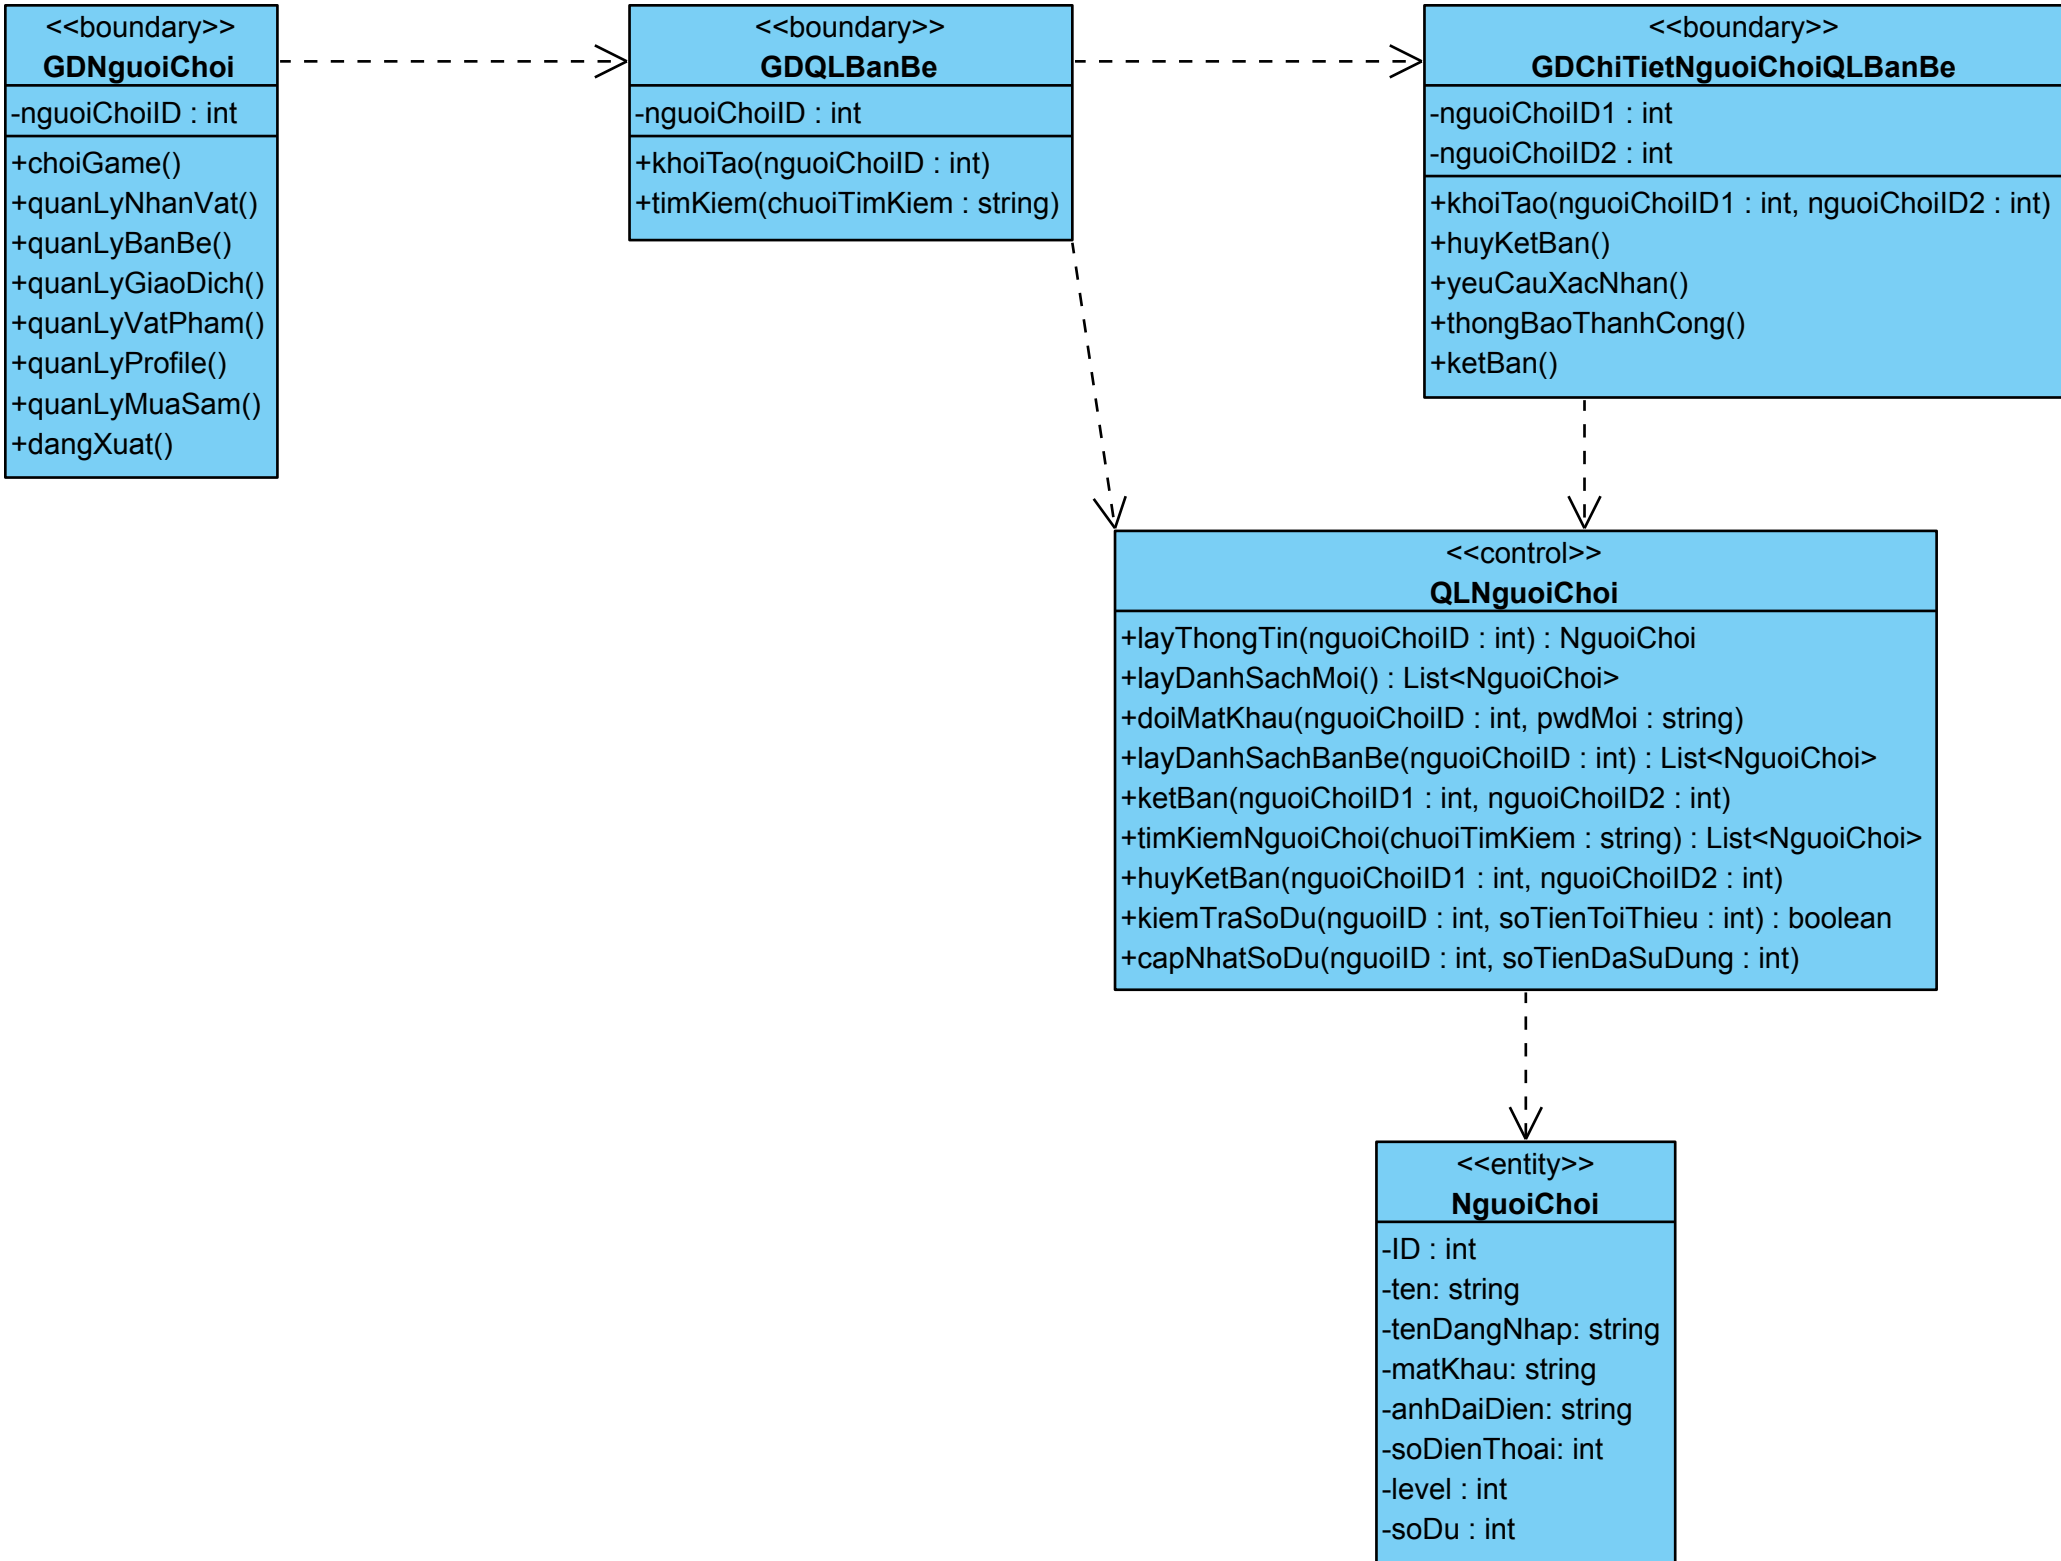 <<boundary>>
GDNguoiChoi
-nguoiChoiID : int
+choiGame()
+quanLyNhanVat()
+quanLyBanBe()
+quanLyGiaoDich()
+quanLyVatPham()
+quanLyProfile()
+quanLyMuaSam()
+dangXuat()
<<boundary>>
GDQLBanBe
-nguoiChoiID : int
+khoiTao(nguoiChoiID : int)
+timKiem(chuoiTimKiem : string)
<<boundary>>
GDChiTietNguoiChoiQLBanBe
-nguoiChoiID1 : int
-nguoiChoiID2 : int
+khoiTao(nguoiChoiID1 : int, nguoiChoiID2 : int)
+huyKetBan()
+yeuCauXacNhan()
+thongBaoThanhCong()
+ketBan()
<<control>>
QLNguoiChoi
+layThongTin(nguoiChoiID : int) : NguoiChoi
+layDanhSachMoi() : List<NguoiChoi>
+doiMatKhau(nguoiChoiID : int, pwdMoi : string)
+layDanhSachBanBe(nguoiChoiID : int) : List<NguoiChoi>
+ketBan(nguoiChoiID1 : int, nguoiChoiID2 : int)
+timKiemNguoiChoi(chuoiTimKiem : string) : List<NguoiChoi>
+huyKetBan(nguoiChoiID1 : int, nguoiChoiID2 : int)
+kiemTraSoDu(nguoiID : int, soTienToiThieu : int) : boolean
+capNhatSoDu(nguoiID : int, soTienDaSuDung : int)
<<entity>>
NguoiChoi
-ID : int
-ten: string
-tenDangNhap: string
-matKhau: string
-anhDaiDien: string
-soDienThoai: int
-level : int
-soDu : int